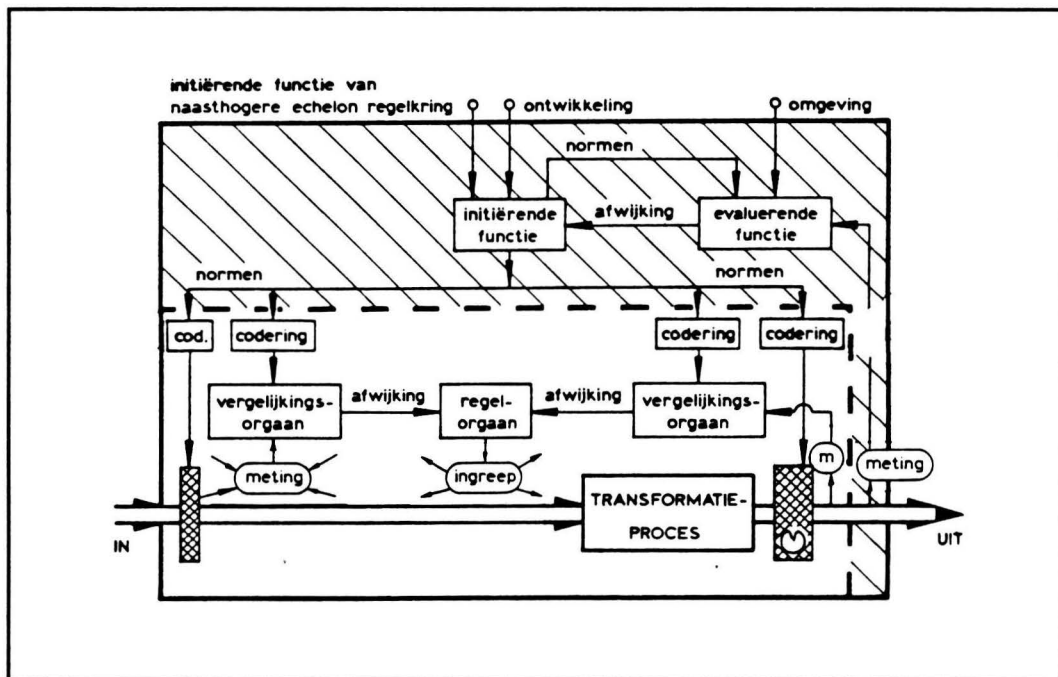 initiërende functie van
naasthogere echelon regelkring
ontwikkeling
omgeving
normen
initiërende
functie
afwijking
evaluerende
functie
normen
normen
cod.
codering
codering
codering
vergelijkings-
orgaan
afwijking
regel-
orgaan
afwijking
vergelijkings-
orgaan
meting
ingreep
m
meting
TRANSFORMATIE-
PROCES
IN
UIT